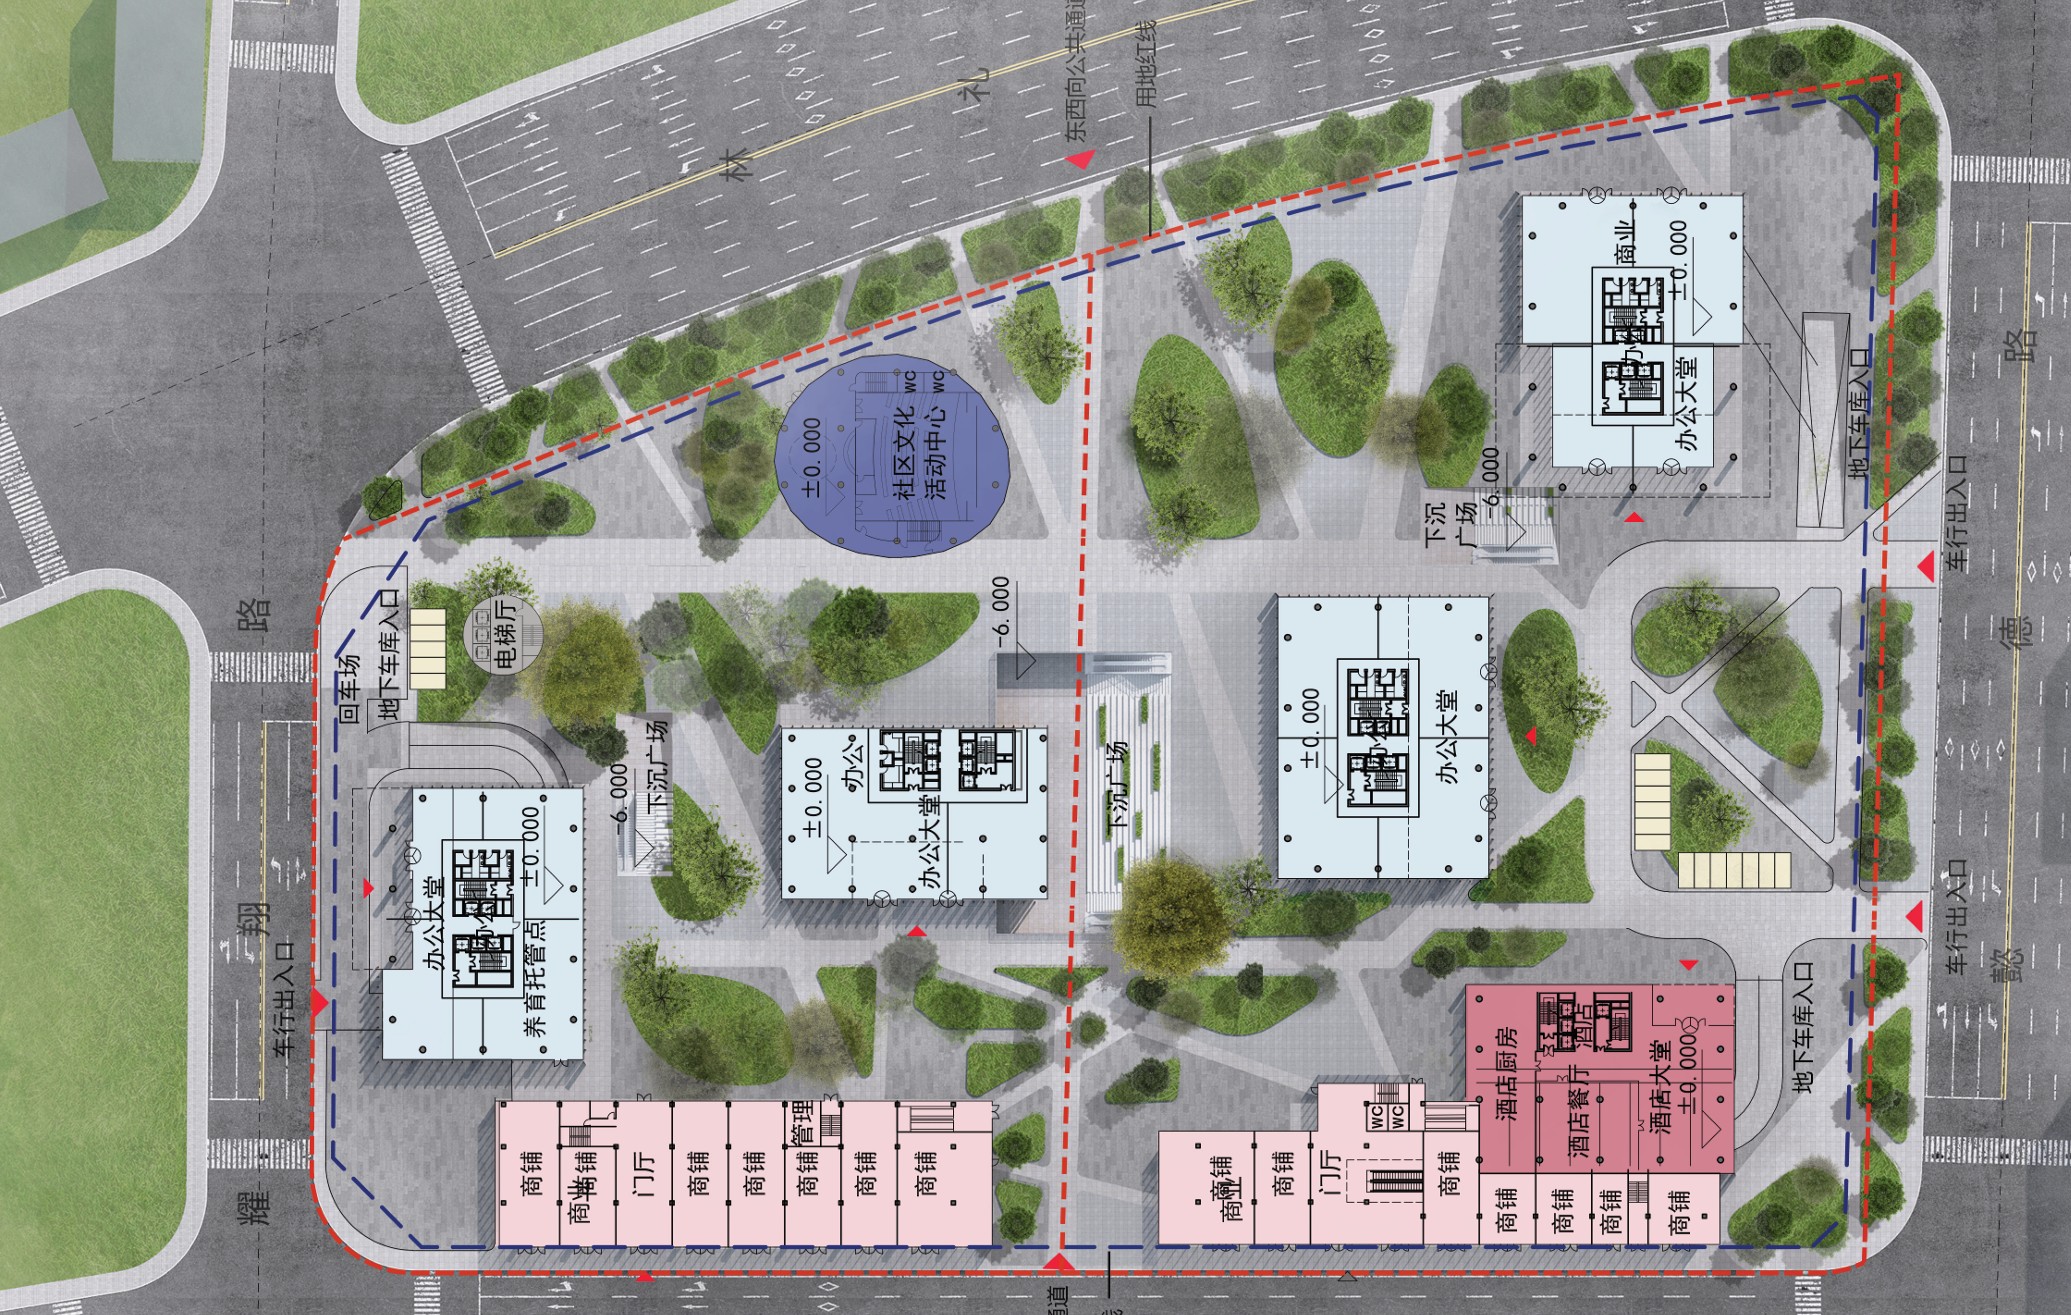 东西向公共通道
用地红线
礼
林
路
翔
耀
路
德
懿
商业
±0.000
办公
办公大堂
地下车库入口
车行出入口
社区文化
活动中心
WC
WC
±0.000
下沉
广场
-6.000
回车场
地下车库入口
电梯厅
-6.000
下沉广场
-6.000
下沉广场
办公
±0.000
办公大堂
±0.000
办公
办公大堂
办公大堂
办公
±0.000
养育托管点
车行出入口
车行出入口
地下车库入口
酒店厨房
酒店
酒店餐厅
酒店大堂
±0.000
商铺
商铺
商业
门厅
商铺
商铺
管理
商铺
商铺
商铺
商铺
商业
商铺
门厅
WC
WC
商铺
商铺
商铺
商铺
商铺
通道